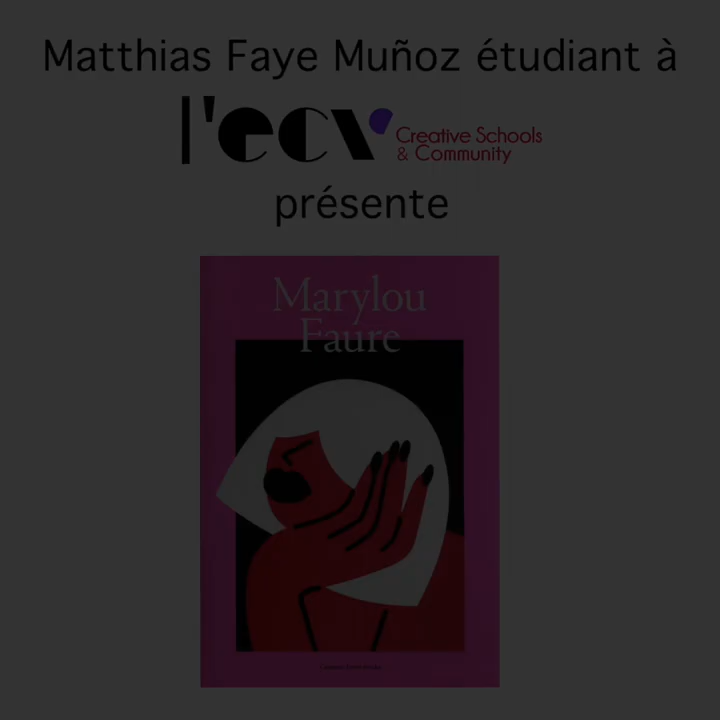 Matthias Faye Muñoz étudiant à
l'ecv Creative Schools
& Community
présente
Marylou
Faure